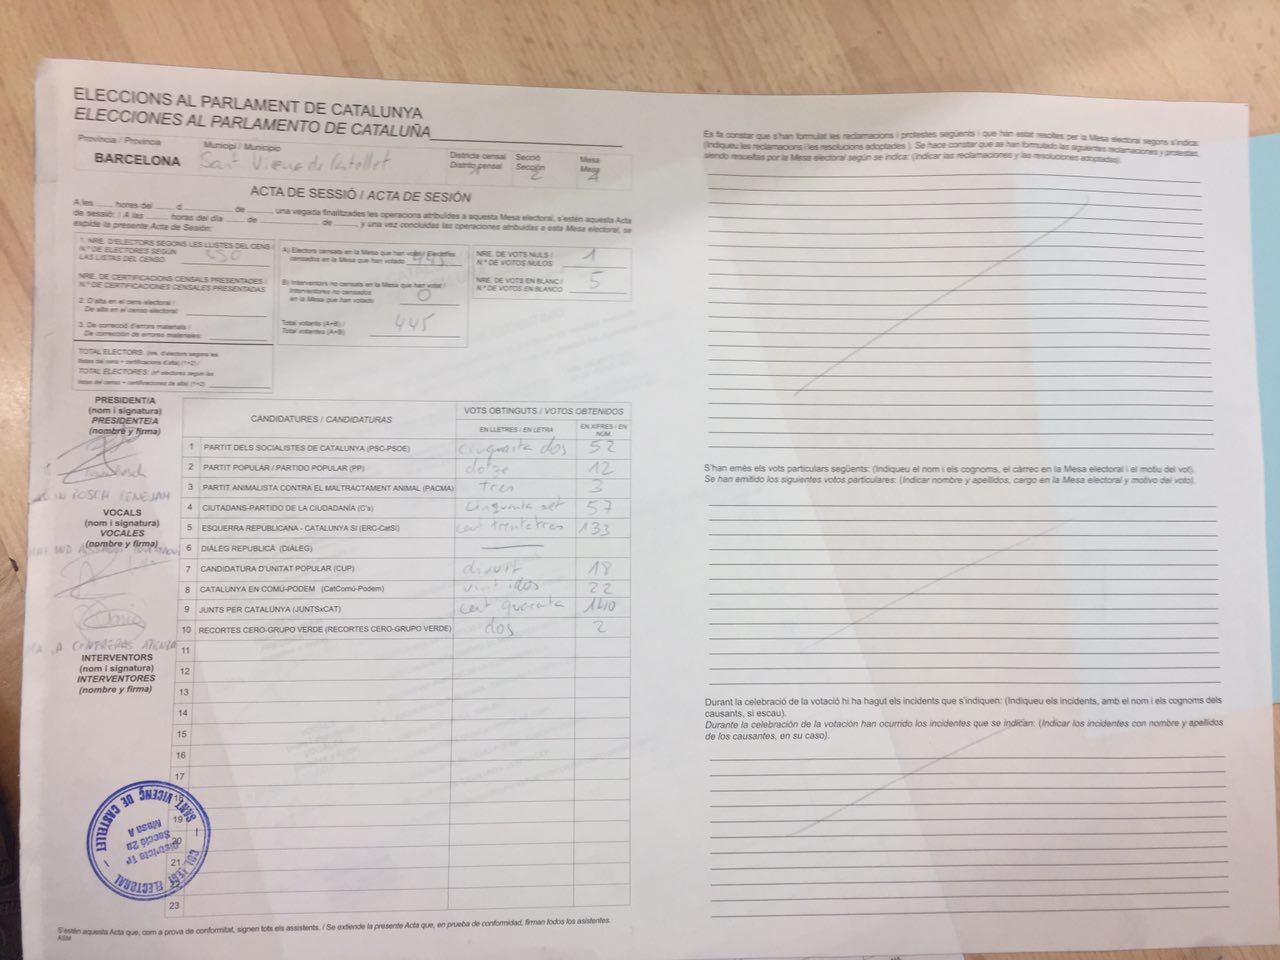 ELECCIONS AL PARLAMENT DE CATALUNYA
ELECCIONES AL PARLAMENTO DE CATALUÑA
Província / Provincia
BARCELONA
Municipi / Municipio
Sant Vicenç de Castellet
Districte censal
Distrito censal
Secció
Sección
2
Mesa
Mesa
A
ACTA DE SESSIÓ / ACTA DE SESIÓN
A les ____ hores del ____ d ____ de ____ una vegada finalitzades les operacions atribuïdes a aquesta Mesa electoral, s'estén aquesta Acta
de sessió: / A las ____ horas del día ____ de ____ de ____ y una vez concluidas las operaciones atribuidas a esta Mesa electoral, se
expide la presente Acta de Sesión:
1. NRE. D'ELECTORS SEGONS LES LLISTES DEL CENS /
N.º DE ELECTORES SEGÚN
LAS LISTAS DEL CENSO
NRE. DE CERTIFICACIONS CENSALS PRESENTADES /
N.º DE CERTIFICACIONES CENSALES PRESENTADAS
2. D'alta en el cens electoral /
De alta en el censo electoral:
3. De correcció d'errors materials /
De corrección de errores materiales:
TOTAL ELECTORS: (nre. d'electors segons les
llistes del cens + certificacions d'alta) (1+2) /
TOTAL ELECTORES: (nº electores según las
listas del censo + certificaciones de alta) (1+2)
A) Electors censats en la Mesa que han votat / Electores
censados en la Mesa que han votado 445
B) Interventors no censats en la Mesa que han votat /
Interventores no censados
en la Mesa que han votado 0
Total votants (A+B) /
Total votantes (A+B) 445
NRE. DE VOTS NULS /
N.º DE VOTOS NULOS 1
NRE. DE VOTS EN BLANC /
N.º DE VOTOS EN BLANCO 5
PRESIDENT/A
(nom i signatura)
PRESIDENTE/A
(nombre y firma)
BOSCH
VOCALS
(nom i signatura)
VOCALES
(nombre y firma)
CONTRERAS
INTERVENTORS
(nom i signatura)
INTERVENTORES
(nombre y firma)
CANDIDATURES / CANDIDATURAS
VOTS OBTINGUTS / VOTOS OBTENIDOS
EN LLETRES / EN LETRA
EN XIFRES / EN NÚM.
1 PARTIT DELS SOCIALISTES DE CATALUNYA (PSC-PSOE) cinquanta dos 52
2 PARTIT POPULAR / PARTIDO POPULAR (PP) dotze 12
3 PARTIT ANIMALISTA CONTRA EL MALTRACTAMENT ANIMAL (PACMA) tres 3
4 CIUTADANS-PARTIDO DE LA CIUDADANÍA (C's) cinquanta set 57
5 ESQUERRA REPUBLICANA - CATALUNYA SÍ (ERC-CatSí) cent trenta tres 133
6 DIÀLEG REPUBLICÀ (DIÀLEG)
7 CANDIDATURA D'UNITAT POPULAR (CUP) divuit 18
8 CATALUNYA EN COMÚ-PODEM (CatComú-Podem) vint i dos 22
9 JUNTS PER CATALUNYA (JUNTSxCAT) cent quaranta 140
10 RECORTES CERO-GRUPO VERDE (RECORTES CERO-GRUPO VERDE) dos 2
11
12
13
14
15
16
17
18
19
20
21
22
23
COL·LEGI ELECTORAL
SANT VICENÇ DE CASTELLET
Districte 1r
Secció 2a
Mesa A
S'estén aquesta Acta que, com a prova de conformitat, signen tots els assistents. / Se extiende la presente Acta que, en prueba de conformidad, firman todos los asistentes.
ASM
Es fa constar que s'han formulat les reclamacions i protestes següents i que han estat resoltes per la Mesa electoral segons s'indica:
(Indiqueu les reclamacions i les resolucions adoptades ). Se hace constar que se han formulado las siguientes reclamaciones y protestas,
siendo resueltas por la Mesa electoral según se indica: (Indicar las reclamaciones y las resoluciones adoptadas).
S'han emès els vots particulars següents: (Indiqueu el nom i els cognoms, el càrrec en la Mesa electoral i el motiu del vot).
Se han emitido los siguientes votos particulares: (Indicar nombre y apellidos, cargo en la Mesa electoral y motivo del voto).
Durant la celebració de la votació hi ha hagut els incidents que s'indiquen: (Indiqueu els incidents, amb el nom i els cognoms dels
causants, si escau).
Durante la celebración de la votación han ocurrido los incidentes que se indican: (Indicar los incidentes con nombre y apellidos
de los causantes, en su caso).